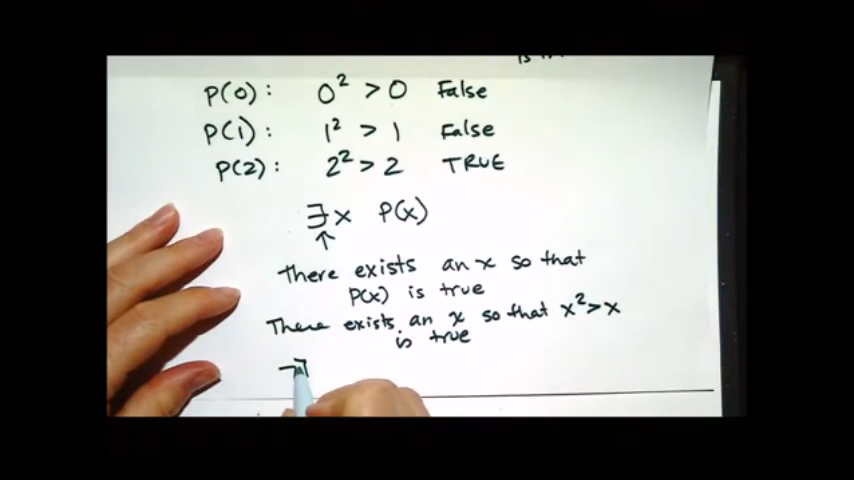 P(0): 0² > 0 False
P(1): 1² > 1 False
P(2): 2² > 2 TRUE
∃x P(x)
↑
There exists an x so that
P(x) is true
There exists an x so that x² > x
is true